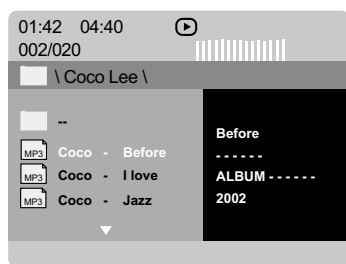 01:42 04:40
002/020
\ Coco Lee \
--
MP3 Coco - Before
MP3 Coco - I love
MP3 Coco - Jazz
Before
- - - - - -
ALBUM - - - - - -
2002